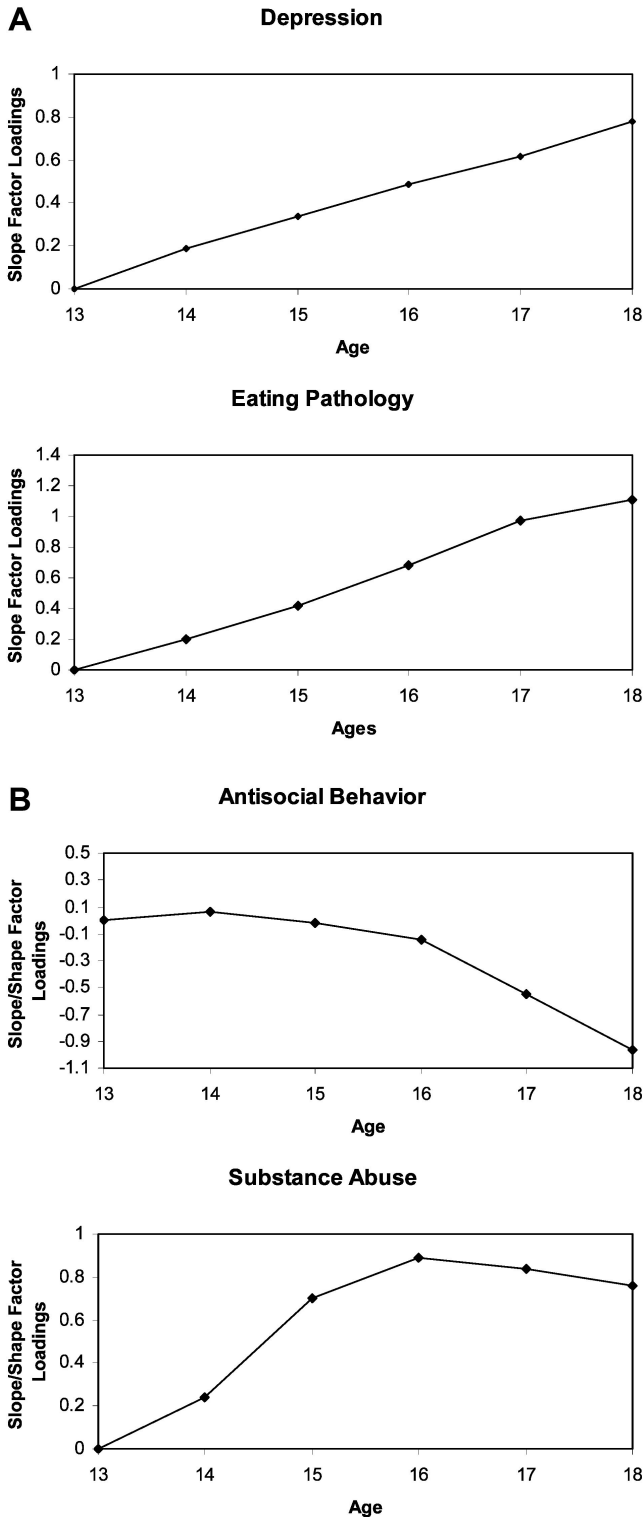 A
Depression
Slope Factor Loadings
1
0.8
0.6
0.4
0.2
0
13 14 15 16 17 18
Age
Eating Pathology
Slope Factor Loadings
1.4
1.2
1
0.8
0.6
0.4
0.2
0
13 14 15 16 17 18
Ages
B
Antisocial Behavior
Slope/Shape Factor
Loadings
0.5
0.3
0.1
-0.1
-0.3
-0.5
-0.7
-0.9
-1.1
13 14 15 16 17 18
Age
Substance Abuse
Slope/Shape Factor
Loadings
1
0.8
0.6
0.4
0.2
0
13 14 15 16 17 18
Age